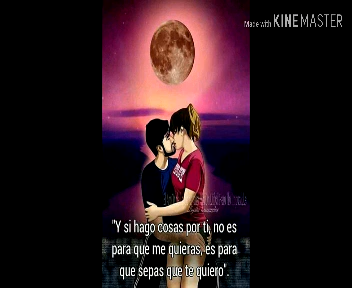 Made with KINEMASTER
"Y si hago cosas por ti, no es
para que me quieras, es para
que sepas que te quiero".